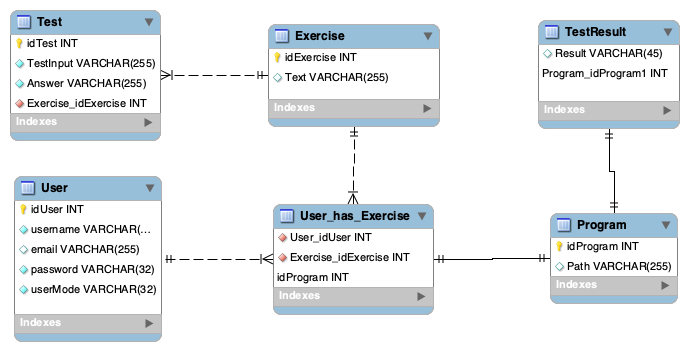 Test
idTest INT
TestInput VARCHAR(255)
Answer VARCHAR(255)
Exercise_idExercise INT
Indexes
Exercise
idExercise INT
Text VARCHAR(255)
Indexes
TestResult
Result VARCHAR(45)
Program_idProgram1 INT
Indexes
User
idUser INT
username VARCHAR(...
email VARCHAR(255)
password VARCHAR(32)
userMode VARCHAR(32)
Indexes
User_has_Exercise
User_idUser INT
Exercise_idExercise INT
idProgram INT
Indexes
Program
idProgram INT
Path VARCHAR(255)
Indexes